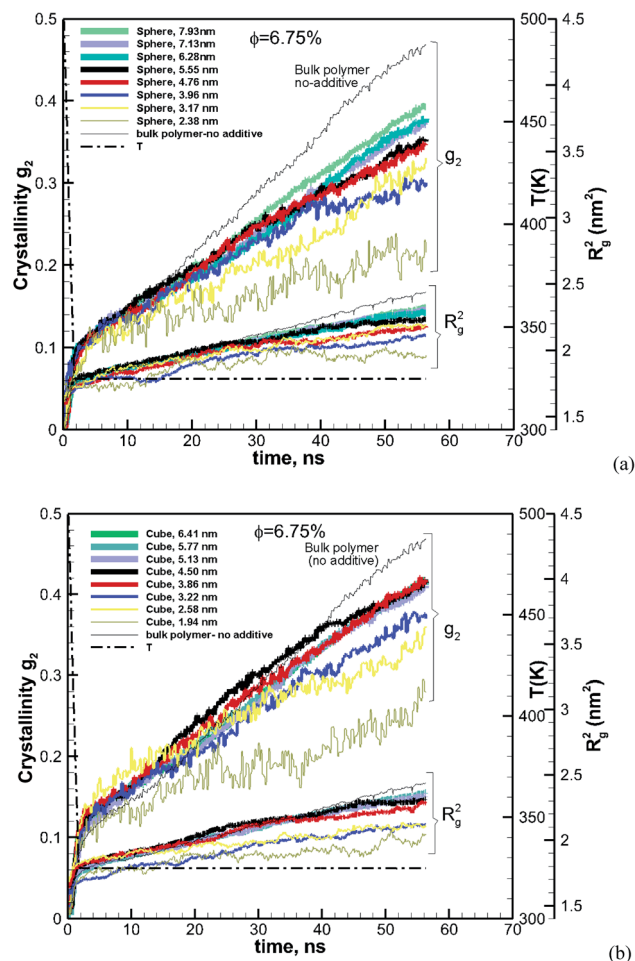 ϕ=6.75%
Sphere, 7.93nm
Sphere, 7.13nm
Sphere, 6.28nm
Sphere, 5.55 nm
Sphere, 4.76 nm
Sphere, 3.96 nm
Sphere, 3.17 nm
Sphere, 2.38 nm
bulk polymer-no additive
T
Bulk polymer
no-additive
g2
Rg2
Crystallinity g2
0.5
0.4
0.3
0.2
0.1
0
0 10 20 30 40 50 60 70
time, ns
500
450
400
350
300
T(K)
4.5
4
3.5
3
2.5
2
1.5
Rg2 (nm2)
(a)
ϕ=6.75%
Cube, 6.41 nm
Cube, 5.77 nm
Cube, 5.13 nm
Cube, 4.50 nm
Cube, 3.86 nm
Cube, 3.22 nm
Cube, 2.58 nm
Cube, 1.94 nm
bulk polymer- no additive
T
Bulk polymer
(no additive)
g2
Rg2
Crystallinity g2
0.5
0.4
0.3
0.2
0.1
0
0 10 20 30 40 50 60 70
time, ns
500
450
400
350
300
T(K)
4.5
4
3.5
3
2.5
2
1.5
Rg2 (nm2)
(b)